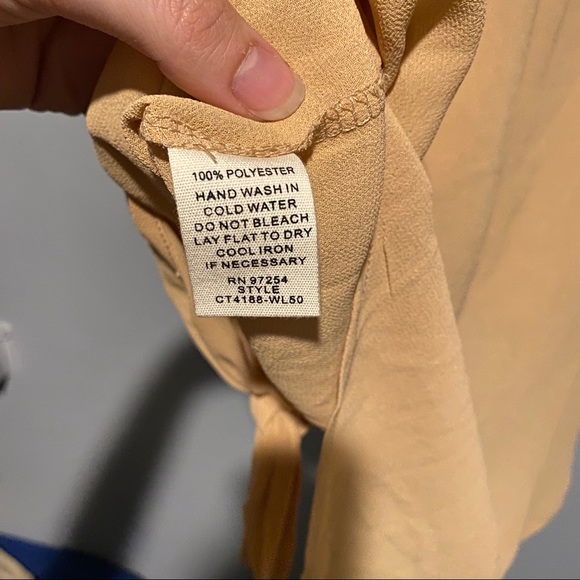 100% POLYESTER
HAND WASH IN
COLD WATER
DO NOT BLEACH
LAY FLAT TO DRY
COOL IRON
IF NECESSARY
RN 97254
STYLE
CT4188-WL50